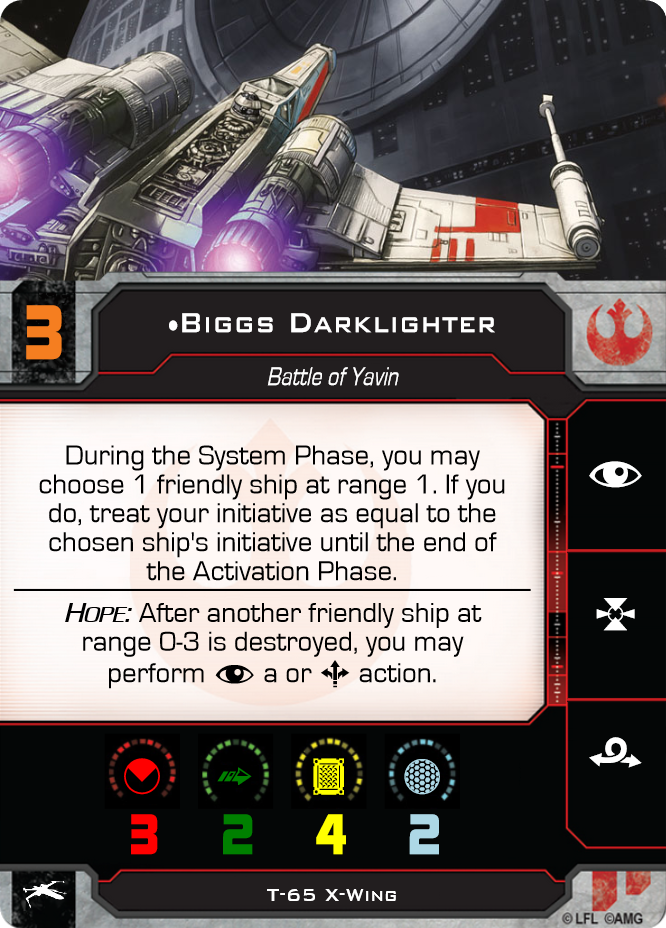 3
•Biggs Darklighter
Battle of Yavin
During the System Phase, you may
choose 1 friendly ship at range 1. If you
do, treat your initiative as equal to the
chosen ship's initiative until the end of
the Activation Phase.
Hope: After another friendly ship at
range 0-3 is destroyed, you may
perform a or action.
3 2 4 2
T-65 X-Wing
© LFL ©AMG